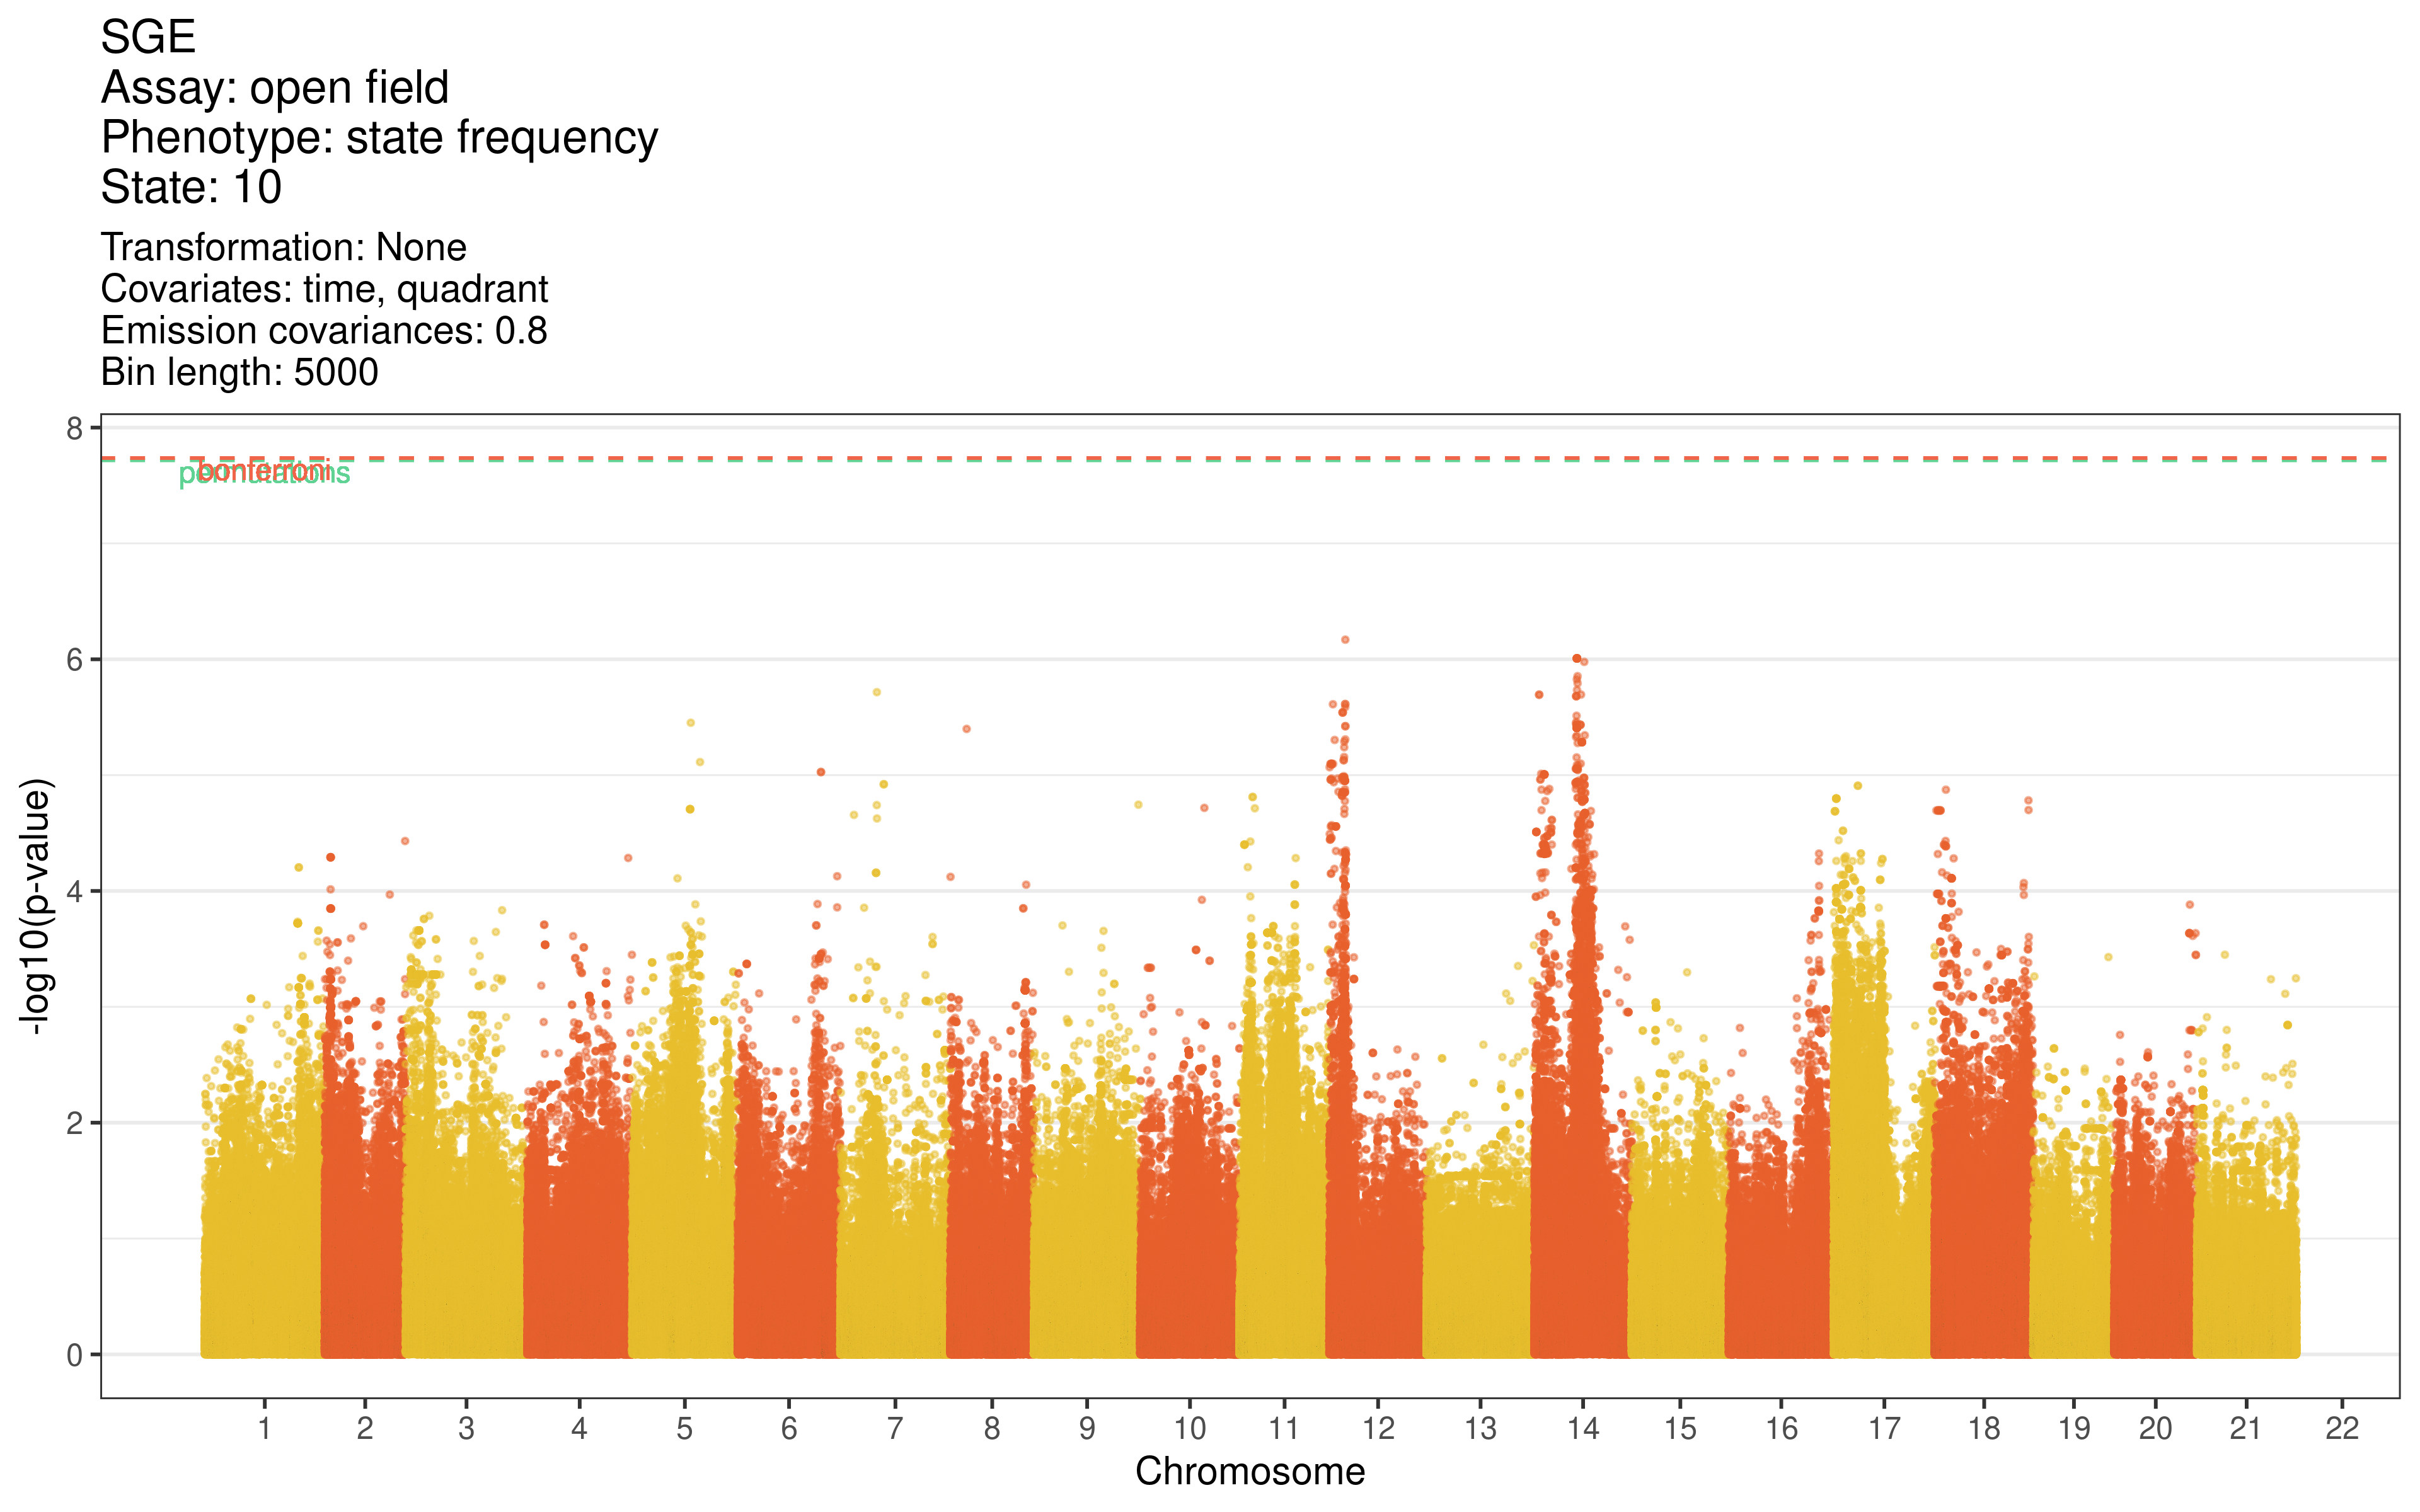 SGE
Assay: open field
Phenotype: state frequency
State: 10
Transformation: None
Covariates: time, quadrant
Emission covariances: 0.8
Bin length: 5000
8
bonferroni
permutations
6
4
2
0
-log10(p-value)
1 2 3 4 5 6 7 8 9 10 11 12 13 14 15 16 17 18 19 20 21 22
Chromosome